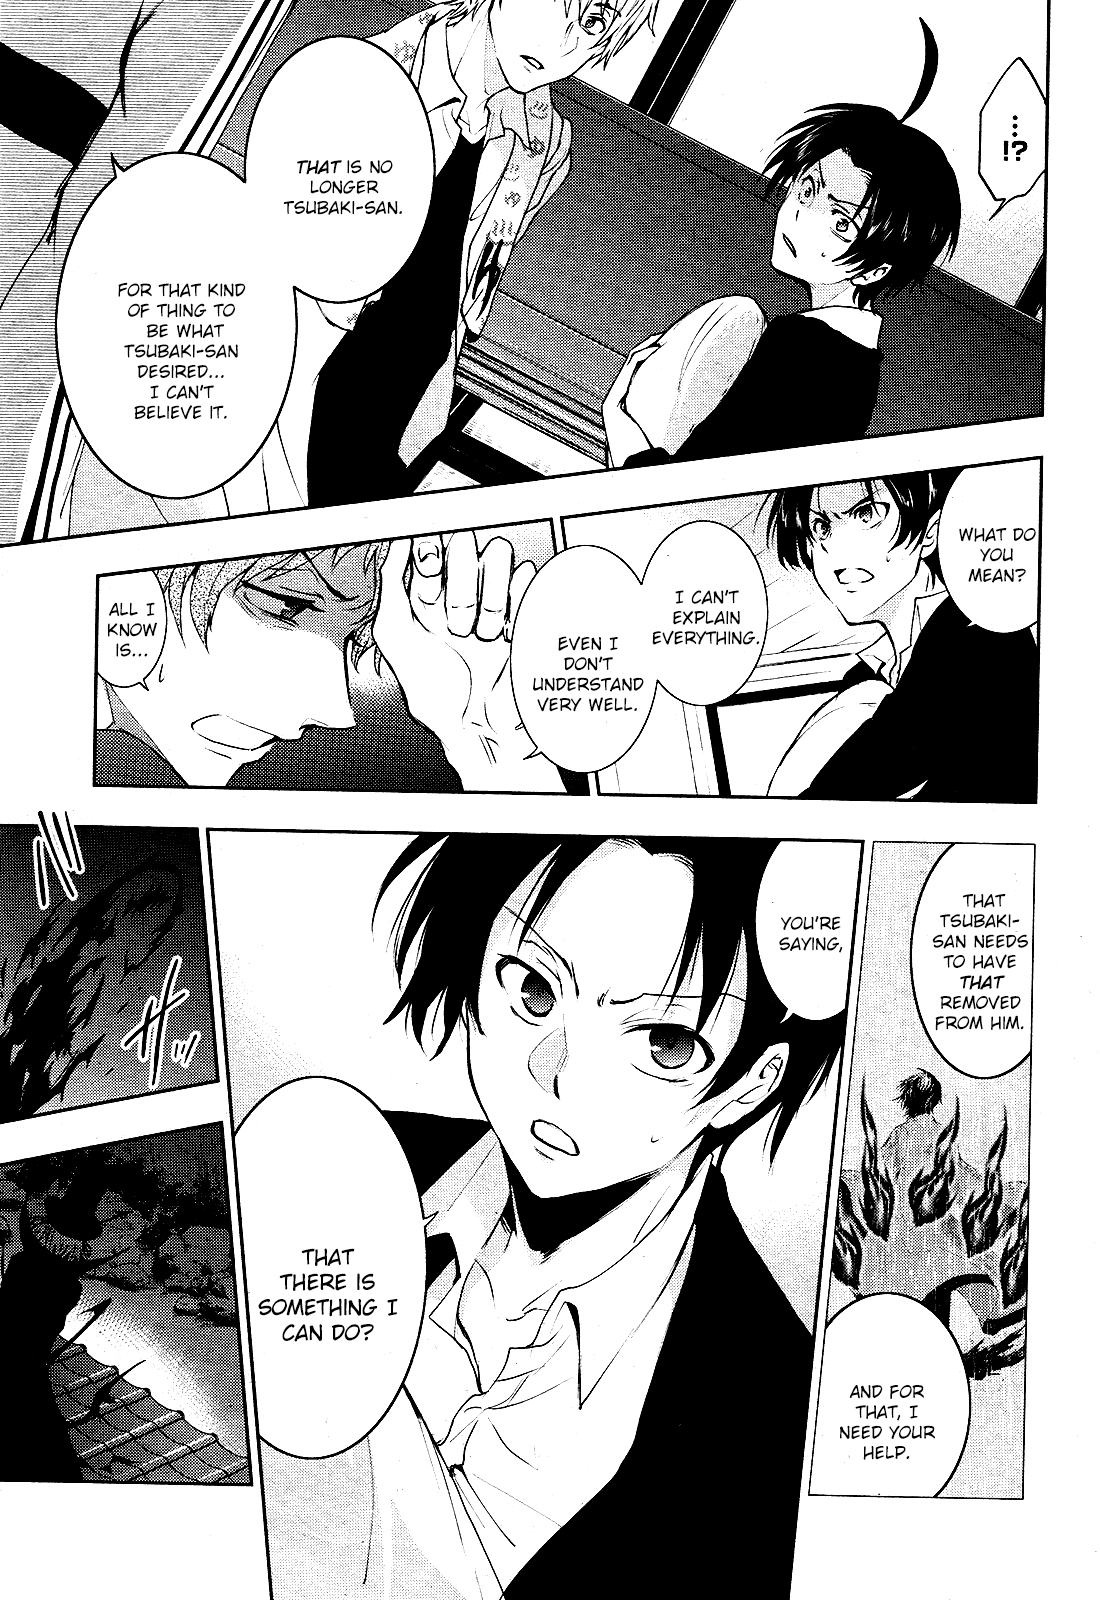 ...
!?
THAT IS NO
LONGER
TSUBAKI-SAN.
FOR THAT KIND
OF THING TO
BE WHAT
TSUBAKI-SAN
DESIRED...
I CAN'T
BELIEVE IT.
WHAT DO
YOU
MEAN?
I CAN'T
EXPLAIN
EVERYTHING.
EVEN I
DON'T
UNDERSTAND
VERY WELL.
ALL I
KNOW
IS...
THAT
TSUBAKI-
SAN NEEDS
TO HAVE
THAT
REMOVED
FROM HIM.
AND FOR
THAT, I
NEED YOUR
HELP.
YOU'RE
SAYING,
THAT
THERE IS
SOMETHING I
CAN DO?